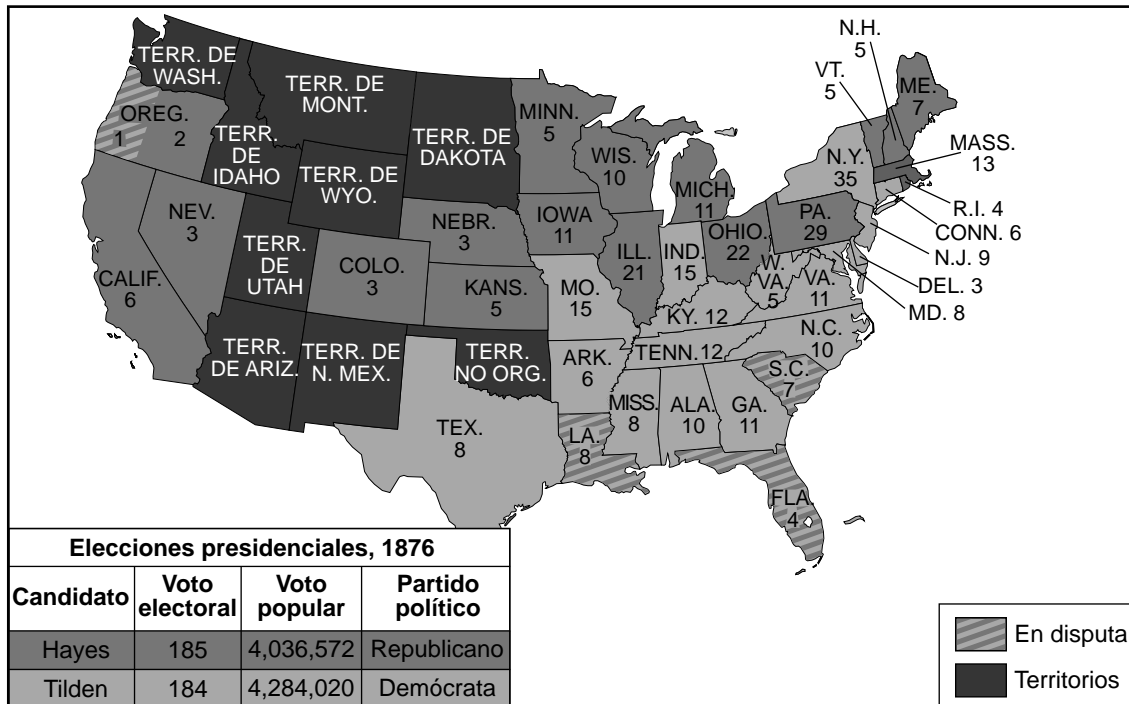 TERR. DE
WASH.
TERR. DE
MONT.
TERR. DE
DAKOTA
MINN.
5
OREG.
1 2
TERR.
DE
IDAHO
TERR. DE
WYO.
WIS.
10
MICH.
11
N.H.
5
VT.
5
ME.
7
N.Y.
35
MASS.
13
R.I. 4
CONN. 6
N.J. 9
DEL. 3
MD. 8
PA.
29
NEV.
3
CALIF.
6
TERR.
DE
UTAH
COLO.
3
NEBR.
3
KANS.
5
IOWA
11
ILL.
21
IND.
15
OHIO.
22
W.
VA.
5
VA.
11
MO.
15
KY. 12
N.C.
10
TENN.12
S.C.
7
TERR.
DE ARIZ.
TERR. DE
N. MEX.
TERR.
NO ORG.
ARK.
6
TEX.
8
LA.
8
MISS.
8
ALA.
10
GA.
11
FLA.
4
Elecciones presidenciales, 1876
Candidato Voto electoral Voto popular Partido político
Hayes 185 4,036,572 Republicano
Tilden 184 4,284,020 Demócrata
En disputa
Territorios